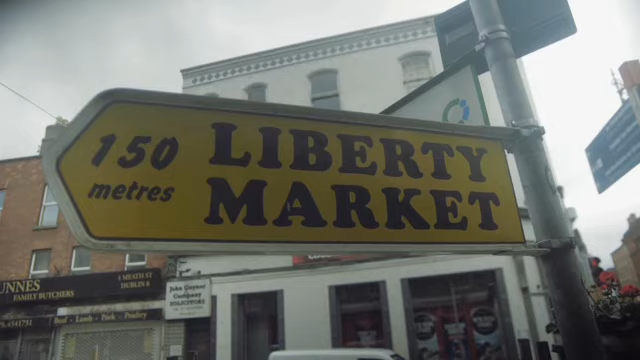 150
metres
LIBERTY
MARKET
FAMILY BUTCHERS
1 MEATH ST
DUBLIN 8
Beef - Lamb - Pork - Poultry
John Gaynor
Company
SOLICITORS